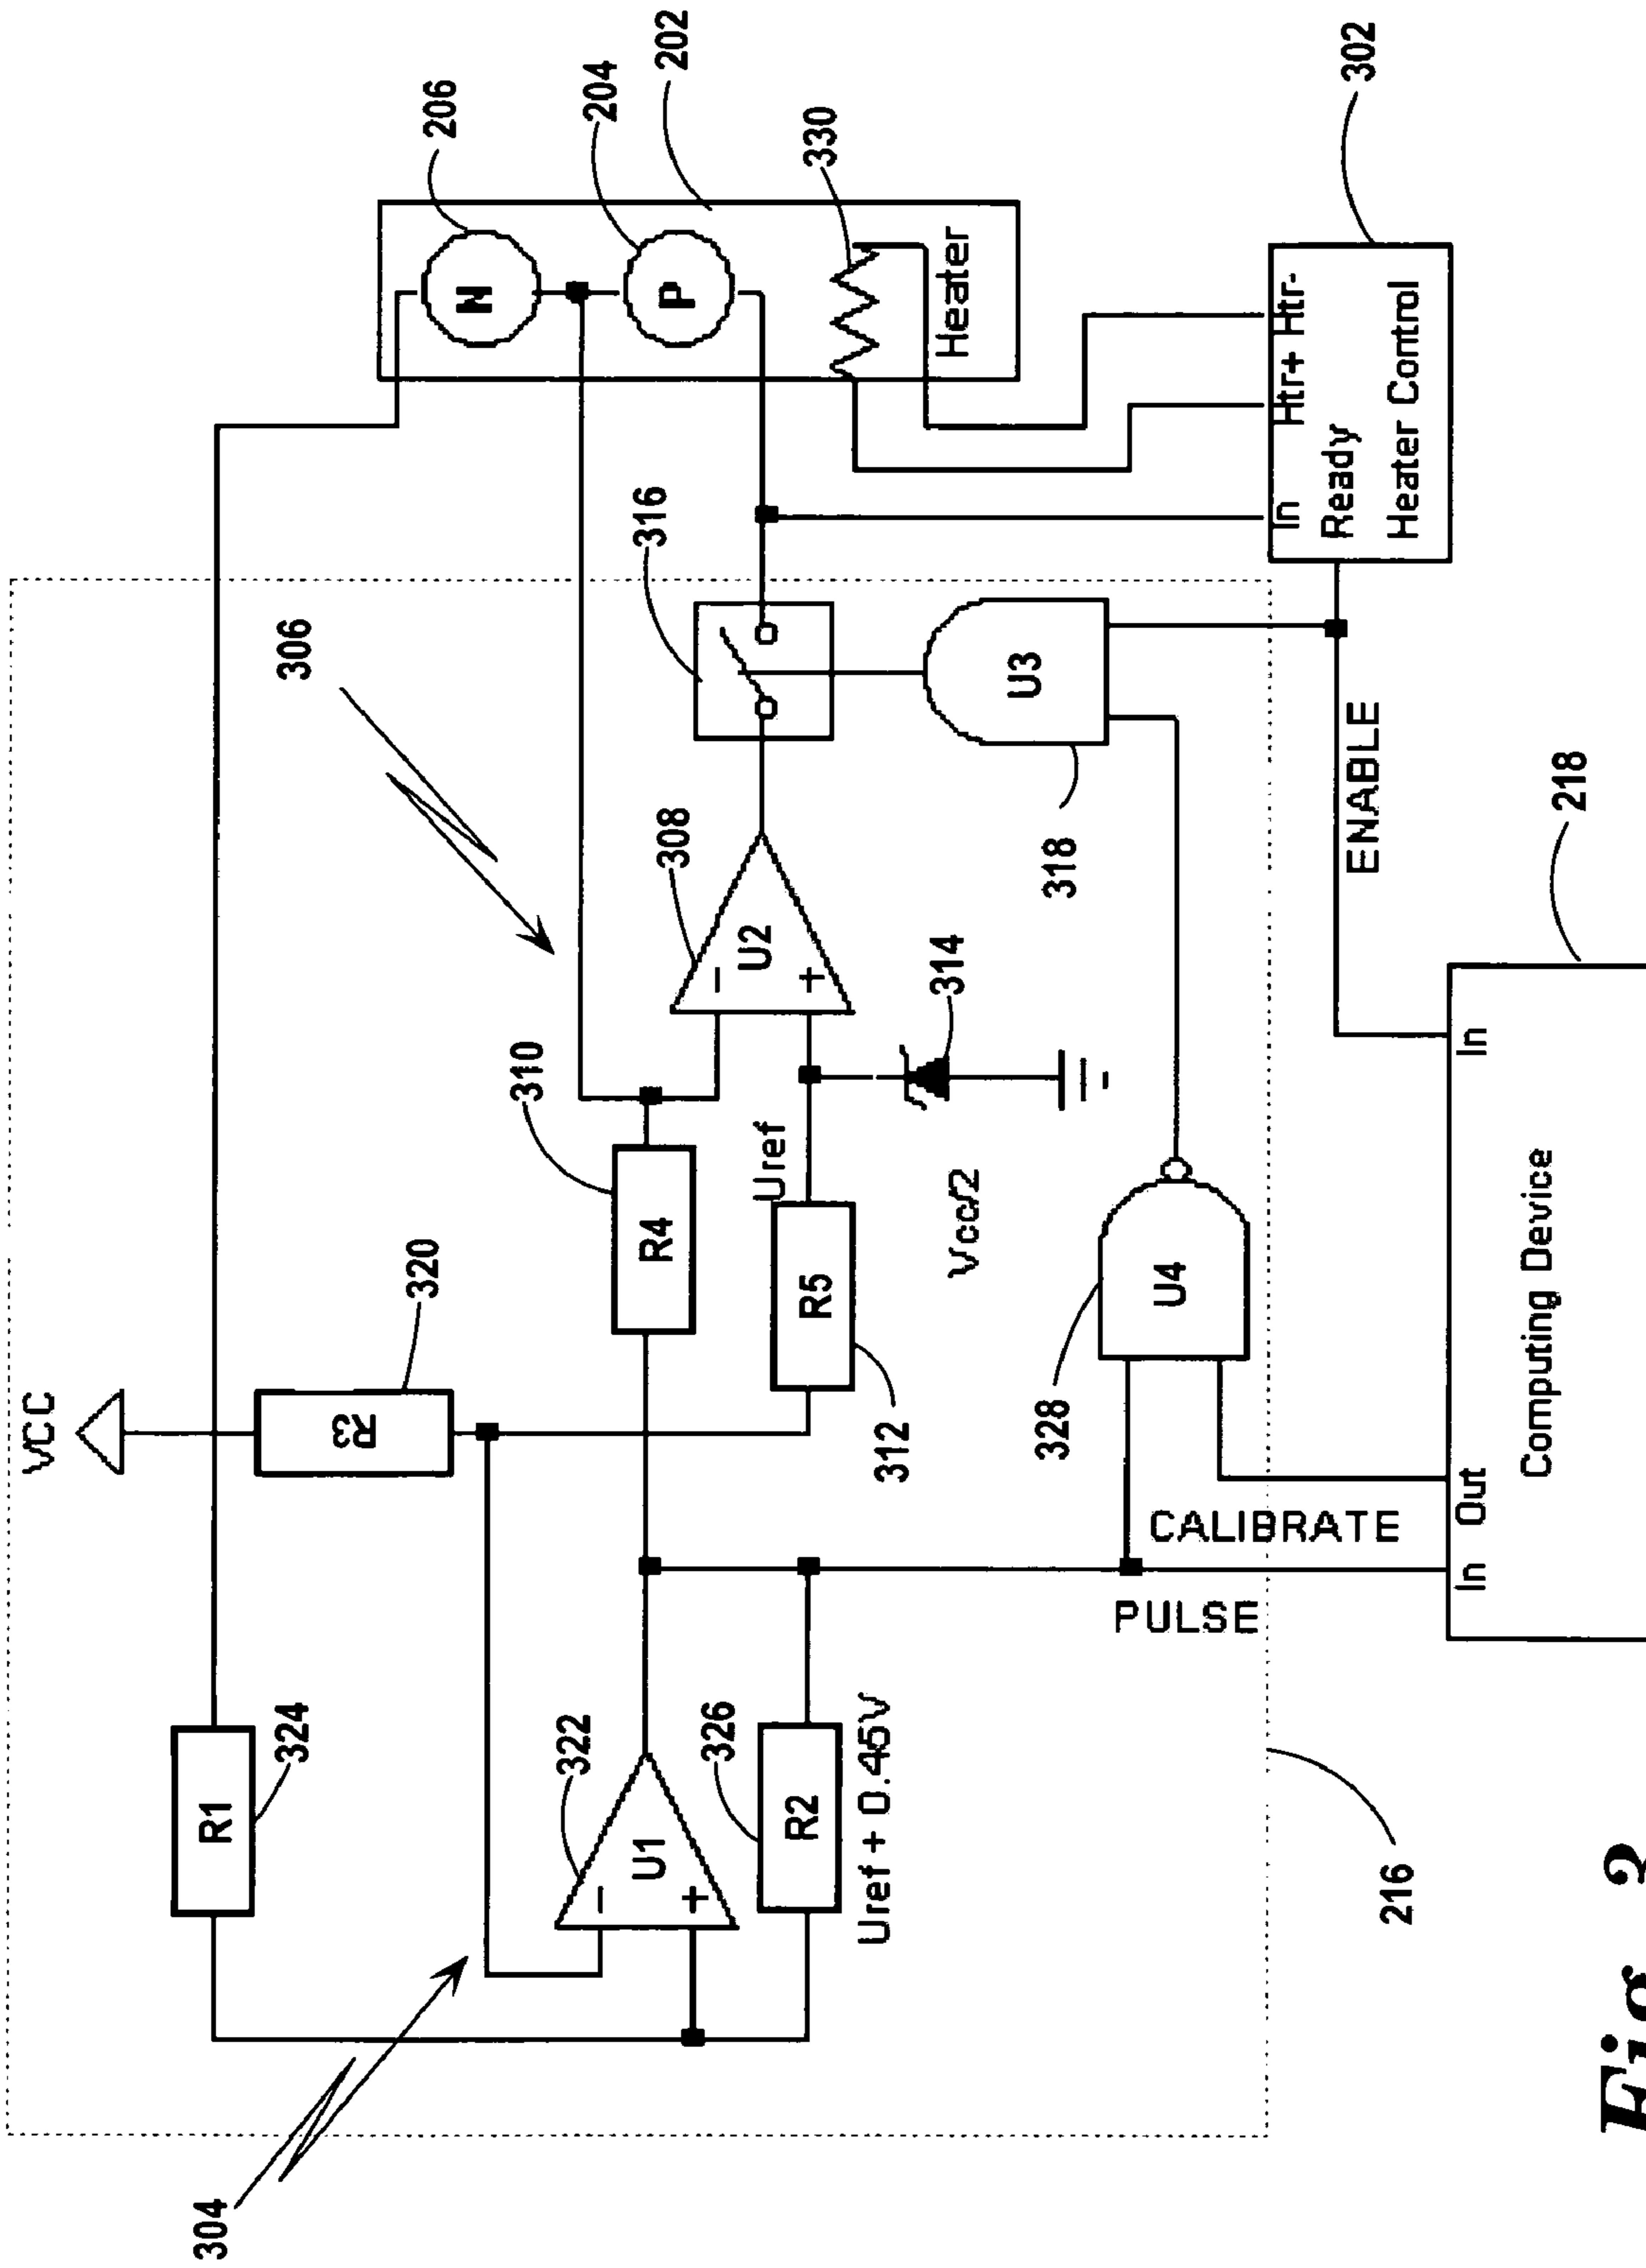 VCC
304
R1
324
306
R3
320
206
N
310
322
204
−
U1
R4
316
202
308
P
+
326
−
U2
Uref
R2
R5
+
330
Uref + 0.45V
312
314
Heater
Vcc/2
U3
328
318
U4
CALIBRATE
PULSE
In Htr+ Htr-
Ready
302
ENABLE
216
Heater Control
In Out In
Computing Device
218
Fig. 3